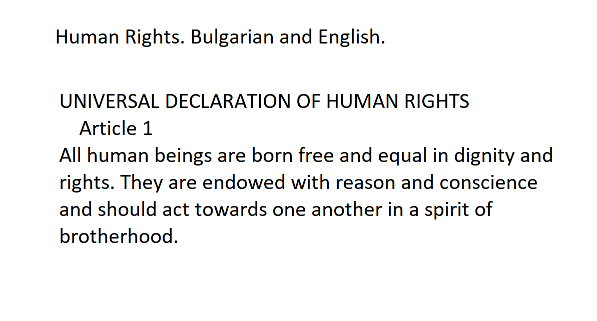 Human Rights. Bulgarian and English.
UNIVERSAL DECLARATION OF HUMAN RIGHTS
Article 1
All human beings are born free and equal in dignity and
rights. They are endowed with reason and conscience
and should act towards one another in a spirit of
brotherhood.